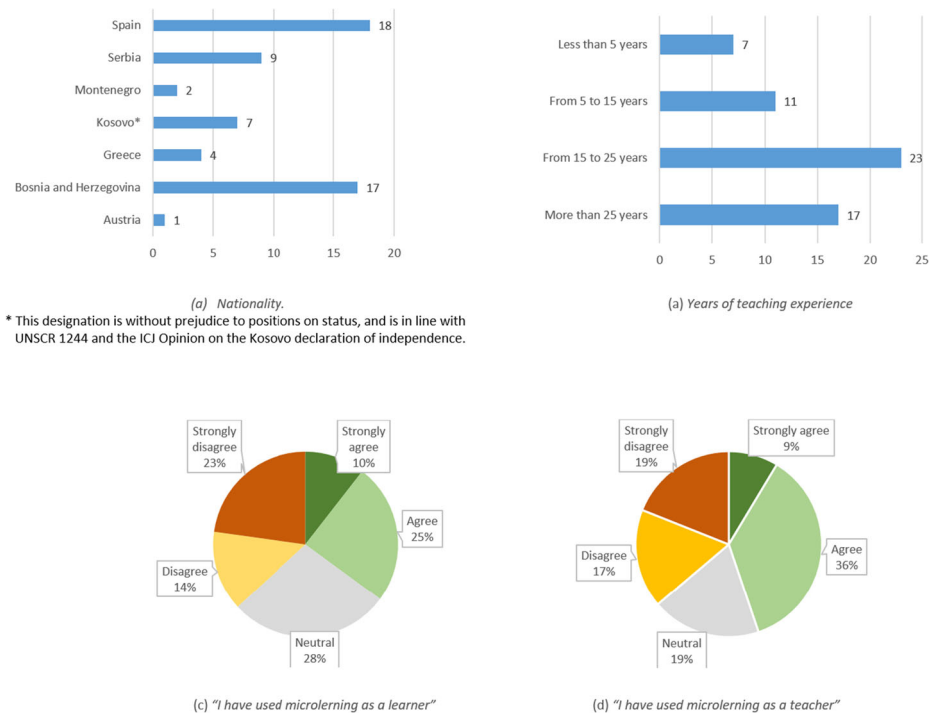 Spain 18
Serbia 9
Montenegro 2
Kosovo* 7
Greece 4
Bosnia and Herzegovina 17
Austria 1
0 5 10 15 20
(a) Nationality.
* This designation is without prejudice to positions on status, and is in line with
UNSCR 1244 and the ICJ Opinion on the Kosovo declaration of independence.
Less than 5 years 7
From 5 to 15 years 11
From 15 to 25 years 23
More than 25 years 17
0 5 10 15 20 25
(a) Years of teaching experience
Strongly
disagree
23%
Strongly
agree
10%
Agree
25%
Disagree
14%
Neutral
28%
(c) "I have used microlerning as a learner"
Strongly
disagree
19%
Strongly agree
9%
Agree
36%
Disagree
17%
Neutral
19%
(d) "I have used microlerning as a teacher"